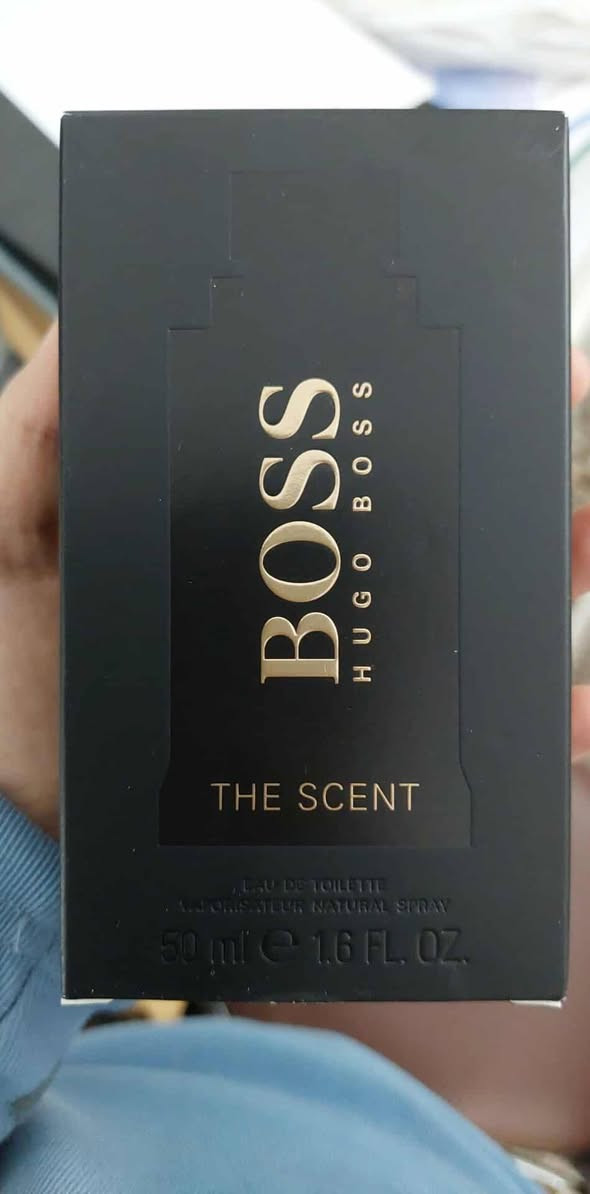 BOSS
HUGO BOSS
THE SCENT
EAU DE TOILETTE
VAPORISATEUR NATURAL SPRAY
50 ml ℮ 1.6 FL. OZ.